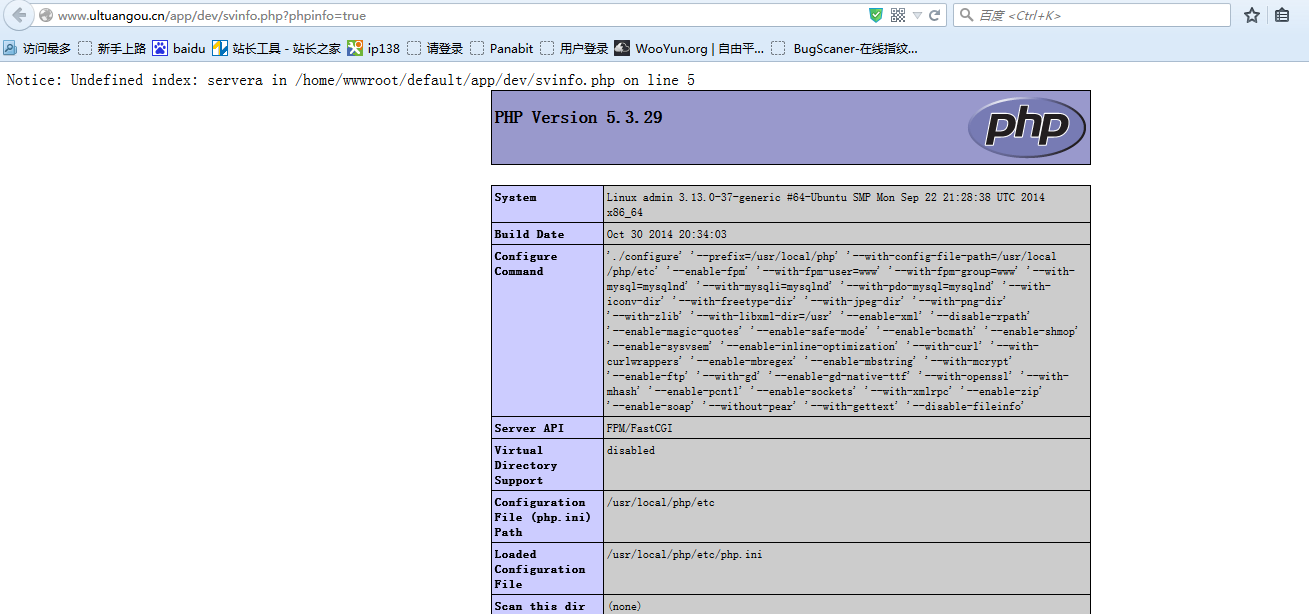 www.ultuangou.cn/app/dev/svinfo.php?phpinfo=true
百度 <Ctrl+K>
访问最多 新手上路 baidu 站长工具 - 站长之家 ip138 请登录 Panabit 用户登录 WooYun.org | 自由平... BugScaner-在线指纹...
Notice: Undefined index: servera in /home/wwwroot/default/app/dev/svinfo.php on line 5
PHP Version 5.3.29
php
System
Linux admin 3.13.0-37-generic #64-Ubuntu SMP Mon Sep 22 21:28:38 UTC 2014
x86_64
Build Date
Oct 30 2014 20:34:03
Configure
Command
'./configure' '--prefix=/usr/local/php' '--with-config-file-path=/usr/local
/php/etc' '--enable-fpm' '--with-fpm-user=www' '--with-fpm-group=www' '--with-
mysql=mysqlnd' '--with-mysqli=mysqlnd' '--with-pdo-mysql=mysqlnd' '--with-
iconv-dir' '--with-freetype-dir' '--with-jpeg-dir' '--with-png-dir'
'--with-zlib' '--with-libxml-dir=/usr' '--enable-xml' '--disable-rpath'
'--enable-magic-quotes' '--enable-safe-mode' '--enable-bcmath' '--enable-shmop'
'--enable-sysvsem' '--enable-inline-optimization' '--with-curl' '--with-
curlwrappers' '--enable-mbregex' '--enable-mbstring' '--with-mcrypt'
'--enable-ftp' '--with-gd' '--enable-gd-native-ttf' '--with-openssl' '--with-
mhash' '--enable-pcntl' '--enable-sockets' '--with-xmlrpc' '--enable-zip'
'--enable-soap' '--without-pear' '--with-gettext' '--disable-fileinfo'
Server API
FPM/FastCGI
Virtual
Directory
Support
disabled
Configuration
File (php.ini)
Path
/usr/local/php/etc
Loaded
Configuration
File
/usr/local/php/etc/php.ini
Scan this dir
(none)